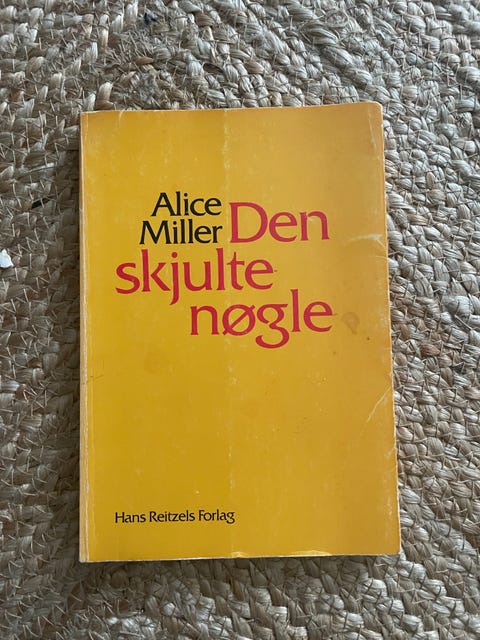 Alice
Miller Den
skjulte
nøgle
Hans Reitzels Forlag